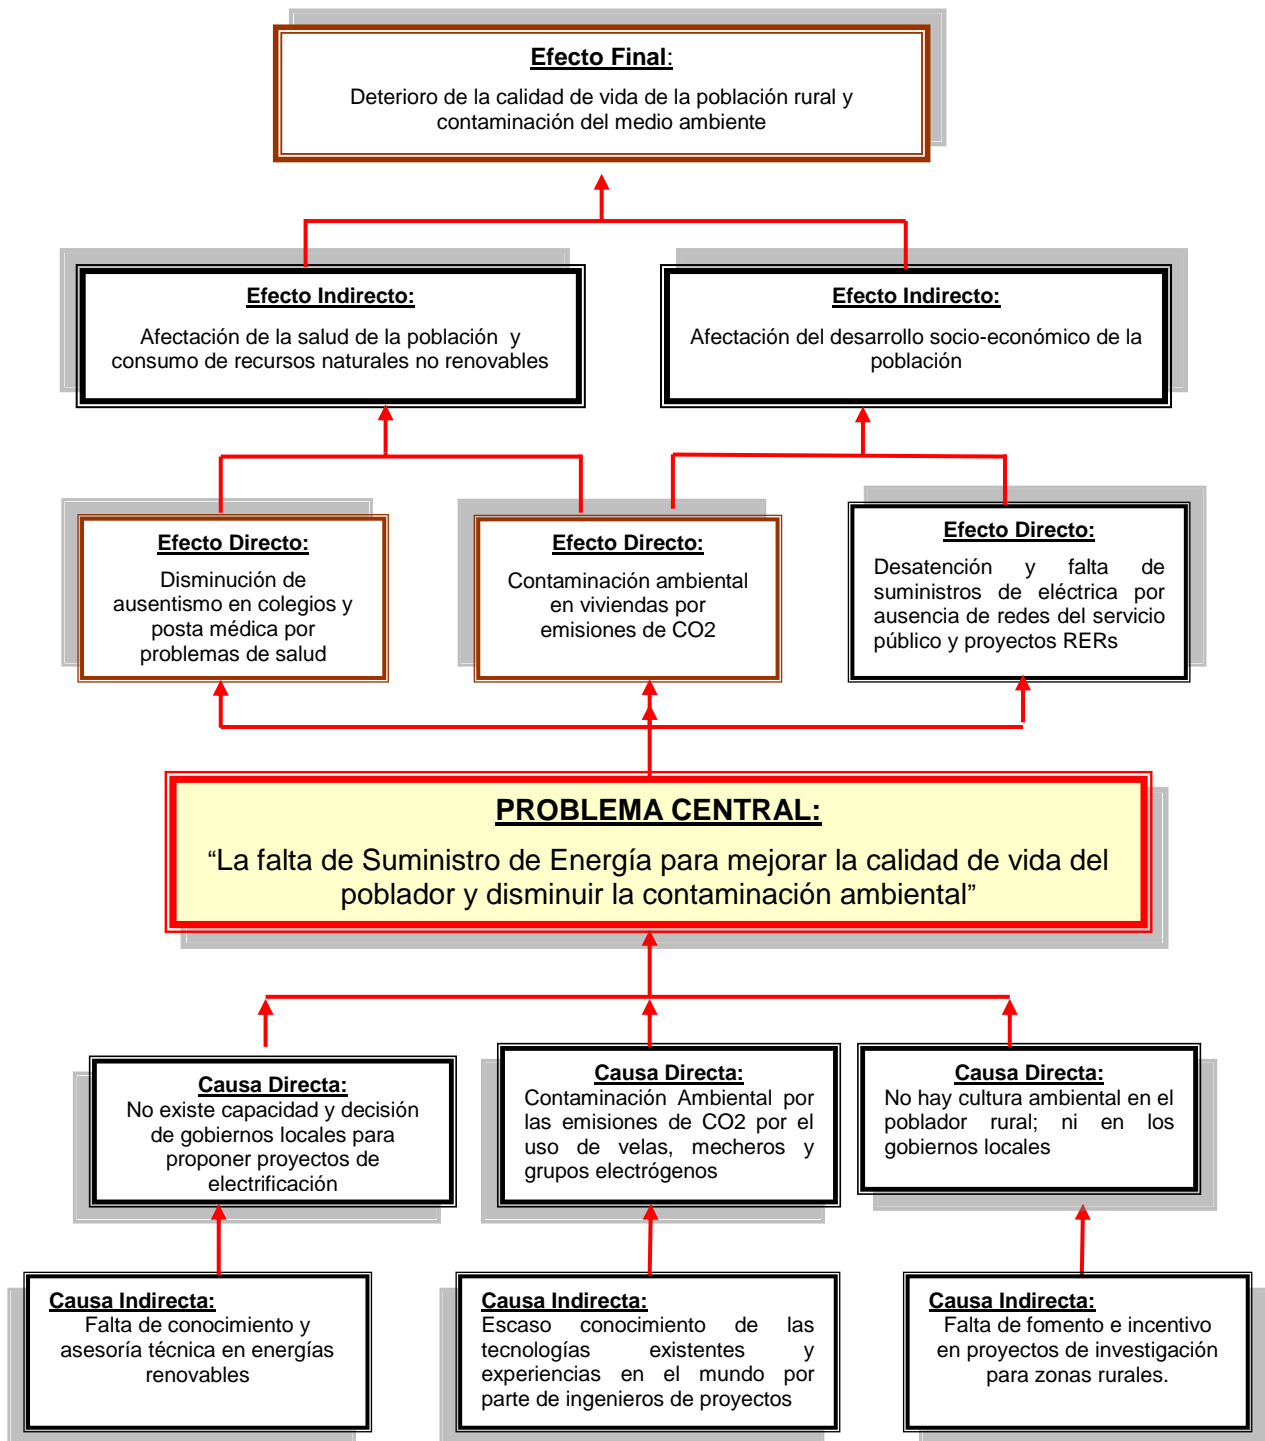 Efecto Final:
Deterioro de la calidad de vida de la población rural y
contaminación del medio ambiente
Efecto Indirecto:
Afectación de la salud de la población y
consumo de recursos naturales no renovables
Efecto Indirecto:
Afectación del desarrollo socio-económico de la
población
Efecto Directo:
Disminución de
ausentismo en colegios y
posta médica por
problemas de salud
Efecto Directo:
Contaminación ambiental
en viviendas por
emisiones de CO2
Efecto Directo:
Desatención y falta de
suministros de eléctrica por
ausencia de redes del servicio
público y proyectos RERs
PROBLEMA CENTRAL:
“La falta de Suministro de Energía para mejorar la calidad de vida del
poblador y disminuir la contaminación ambiental”
Causa Directa:
No existe capacidad y decisión
de gobiernos locales para
proponer proyectos de
electrificación
Causa Directa:
Contaminación Ambiental por
las emisiones de CO2 por el
uso de velas, mecheros y
grupos electrógenos
Causa Directa:
No hay cultura ambiental en el
poblador rural; ni en los
gobiernos locales
Causa Indirecta:
Falta de conocimiento y
asesoría técnica en energías
renovables
Causa Indirecta:
Escaso conocimiento de las
tecnologías existentes y
experiencias en el mundo por
parte de ingenieros de proyectos
Causa Indirecta:
Falta de fomento e incentivo
en proyectos de investigación
para zonas rurales.